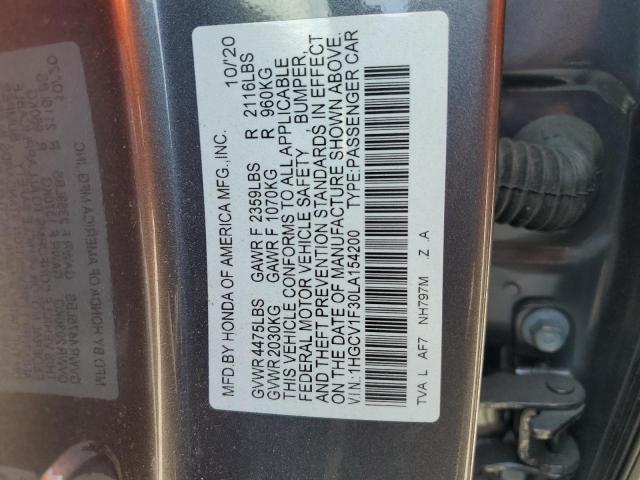 MFD.BY HONDA OF AMERICA MFG.,INC. 10/'20
GVWR 4475LBS GAWR F 2359LBS R 2116LBS
GVWR 2030KG GAWR F 1070KG R 960KG
THIS VEHICLE CONFORMS TO ALL APPLICABLE
FEDERAL MOTOR VEHICLE SAFETY, BUMPER,
AND THEFT PREVENTION STANDARDS IN EFFECT
ON THE DATE OF MANUFACTURE SHOWN ABOVE.
V.I.N.:1HGCV1F30LA154200 TYPE:PASSENGER CAR
TVA L AF7 NH797M Z .A